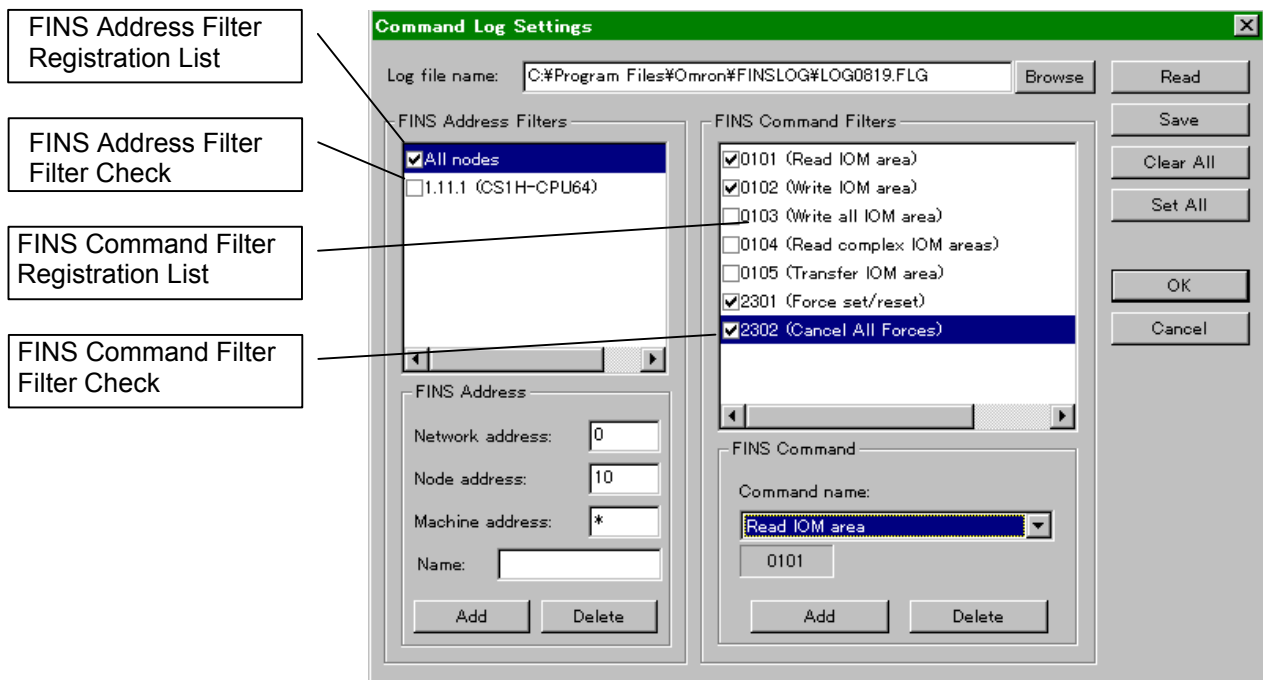 FINS Address Filter
Registration List
FINS Address Filter
Filter Check
FINS Command Filter
Registration List
FINS Command Filter
Filter Check
Command Log Settings
Log file name: C:¥Program Files¥Omron¥FINSLOG¥LOG0819.FLG Browse
FINS Address Filters
All nodes
1.11.1 (CS1H-CPU64)
FINS Address
Network address: 0
Node address: 10
Machine address: *
Name:
Add Delete
FINS Command Filters
0101 (Read IOM area)
0102 (Write IOM area)
0103 (Write all IOM area)
0104 (Read complex IOM areas)
0105 (Transfer IOM area)
2301 (Force set/reset)
2302 (Cancel All Forces)
FINS Command
Command name:
Read IOM area
0101
Add Delete
Read
Save
Clear All
Set All
OK
Cancel